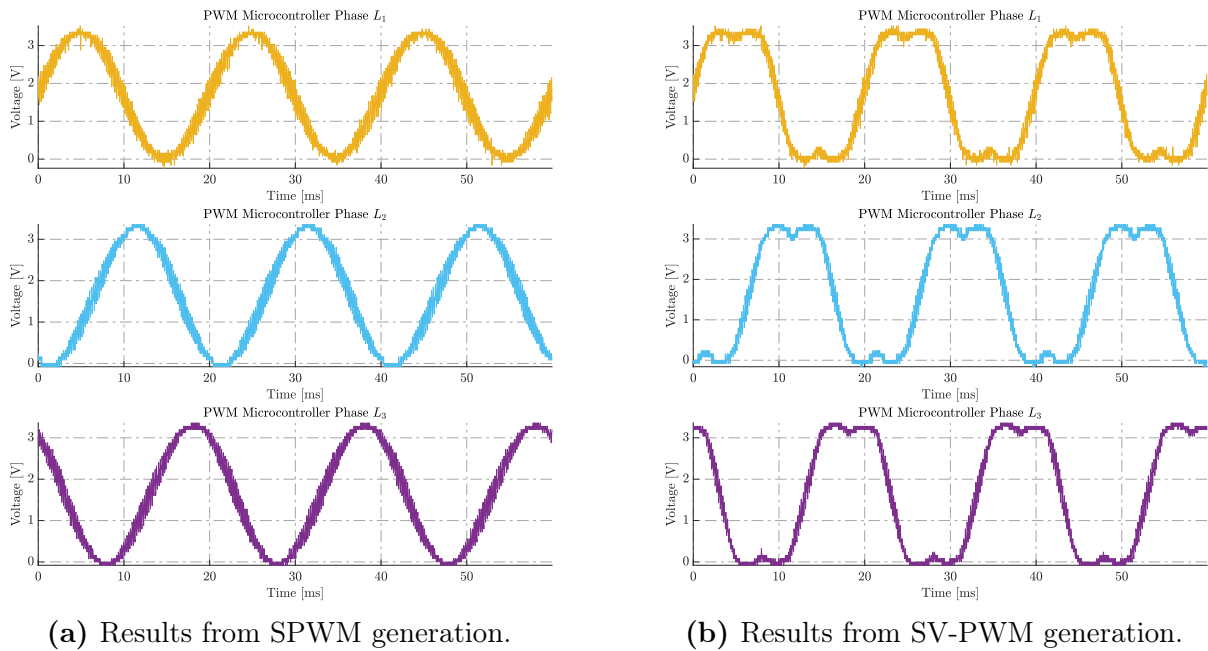 PWM Microcontroller Phase L₁
Voltage [V]
3
2
1
0
0 10 20 30 40 50
Time [ms]
PWM Microcontroller Phase L₂
Voltage [V]
3
2
1
0
0 10 20 30 40 50
Time [ms]
PWM Microcontroller Phase L₃
Voltage [V]
3
2
1
0
0 10 20 30 40 50
Time [ms]
(a) Results from SPWM generation.
PWM Microcontroller Phase L₁
Voltage [V]
3
2
1
0
0 10 20 30 40 50
Time [ms]
PWM Microcontroller Phase L₂
Voltage [V]
3
2
1
0
0 10 20 30 40 50
Time [ms]
PWM Microcontroller Phase L₃
Voltage [V]
3
2
1
0
0 10 20 30 40 50
Time [ms]
(b) Results from SV-PWM generation.